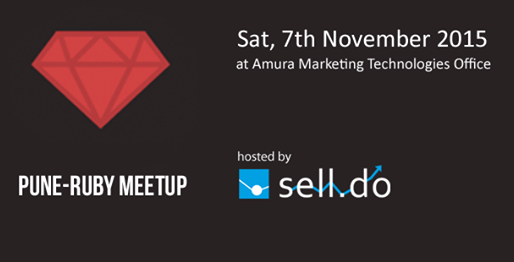 Sat, 7th November 2015
at Amura Marketing Technologies Office
hosted by
sell.do
PUNE-RUBY MEETUP